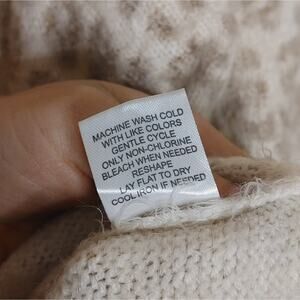 MACHINE WASH COLD
WITH LIKE COLORS
GENTLE CYCLE
ONLY NON-CHLORINE
BLEACH WHEN NEEDED
RESHAPE
LAY FLAT TO DRY
COOL IRON IF NEEDED